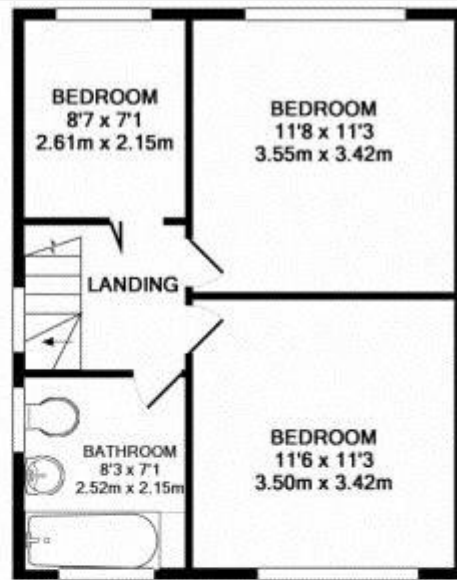 BEDROOM
8'7 x 7'1
2.61m x 2.15m
BEDROOM
11'8 x 11'3
3.55m x 3.42m
LANDING
BATHROOM
8'3 x 7'1
2.52m x 2.15m
BEDROOM
11'6 x 11'3
3.50m x 3.42m